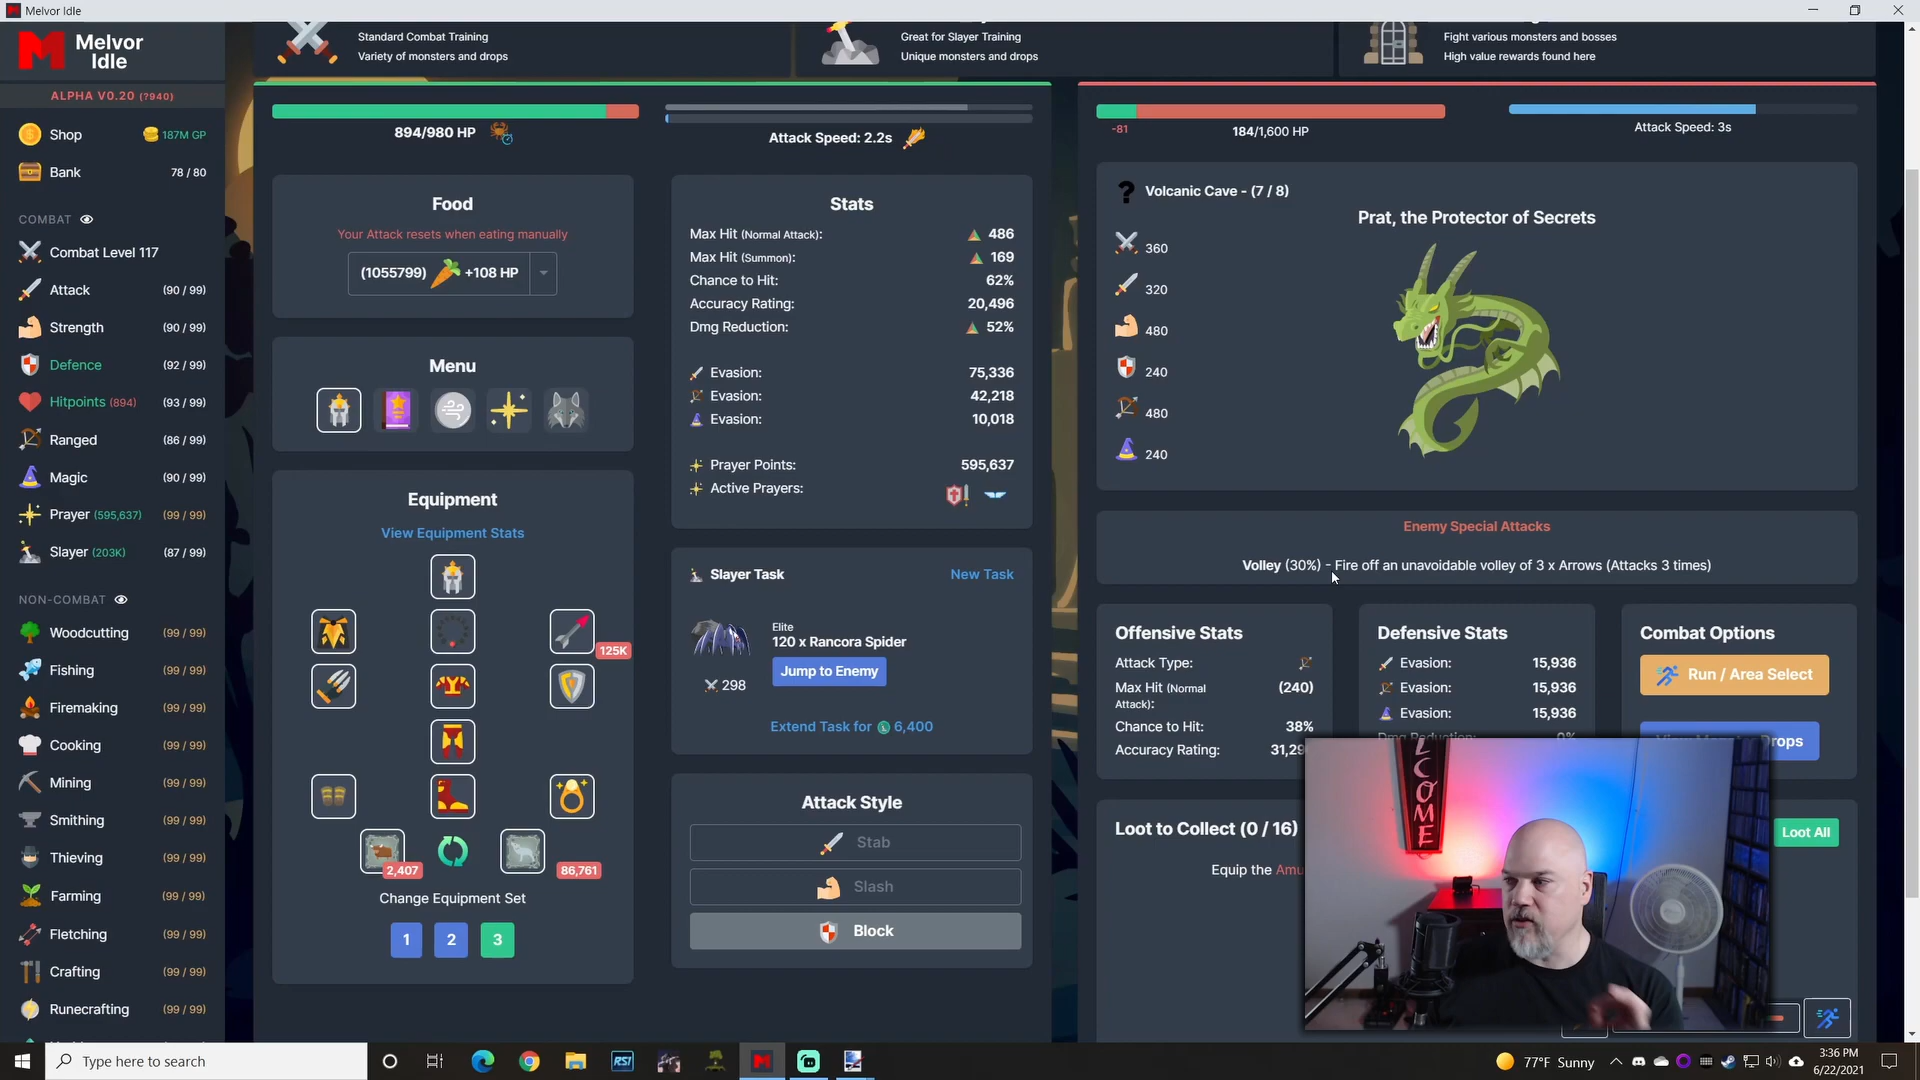 Melvor Idle
Melvor
Idle
ALPHA V0.20 (?940)
Shop 187M GP
Bank 78 / 80
COMBAT
Combat Level 117
Attack (90 / 99)
Strength (90 / 99)
Defence (92 / 99)
Hitpoints (894) (93 / 99)
Ranged (86 / 99)
Magic (90 / 99)
Prayer (595,637) (99 / 99)
Slayer (203K) (87 / 99)
NON-COMBAT
Woodcutting (99 / 99)
Fishing (99 / 99)
Firemaking (99 / 99)
Cooking (99 / 99)
Mining (99 / 99)
Smithing (99 / 99)
Thieving (99 / 99)
Farming (99 / 99)
Fletching (99 / 99)
Crafting (99 / 99)
Runecrafting (99 / 99)
Standard Combat Training
Variety of monsters and drops
Great for Slayer Training
Unique monsters and drops
Fight various monsters and bosses
High value rewards found here
894/980 HP
Attack Speed: 2.2s
Food
Your Attack resets when eating manually
(1055799) +108 HP
Menu
Equipment
View Equipment Stats
125K
2,407
86,761
Change Equipment Set
1 2 3
Stats
Max Hit (Normal Attack): 486
Max Hit (Summon): 169
Chance to Hit: 62%
Accuracy Rating: 20,496
Dmg Reduction: 52%
Evasion: 75,336
Evasion: 42,218
Evasion: 10,018
Prayer Points: 595,637
Active Prayers:
Slayer Task New Task
Elite
120 x Rancora Spider
Jump to Enemy
298
Extend Task for 6,400
Attack Style
Stab
Slash
Block
-81
184/1,600 HP
Attack Speed: 3s
? Volcanic Cave - (7 / 8)
Prat, the Protector of Secrets
360
320
480
240
480
240
Enemy Special Attacks
Volley (30%) - Fire off an unavoidable volley of 3 x Arrows (Attacks 3 times)
Offensive Stats
Attack Type:
Max Hit (Normal (240)
Attack):
Chance to Hit: 38%
Accuracy Rating:
Defensive Stats
Evasion: 15,936
Evasion: 15,936
Evasion: 15,936
Combat Options
Run / Area Select
Drops
Loot to Collect (0 / 16)
Loot All
Equip the
LCOME
Type here to search
RSI
77°F Sunny
3:36 PM
6/22/2021